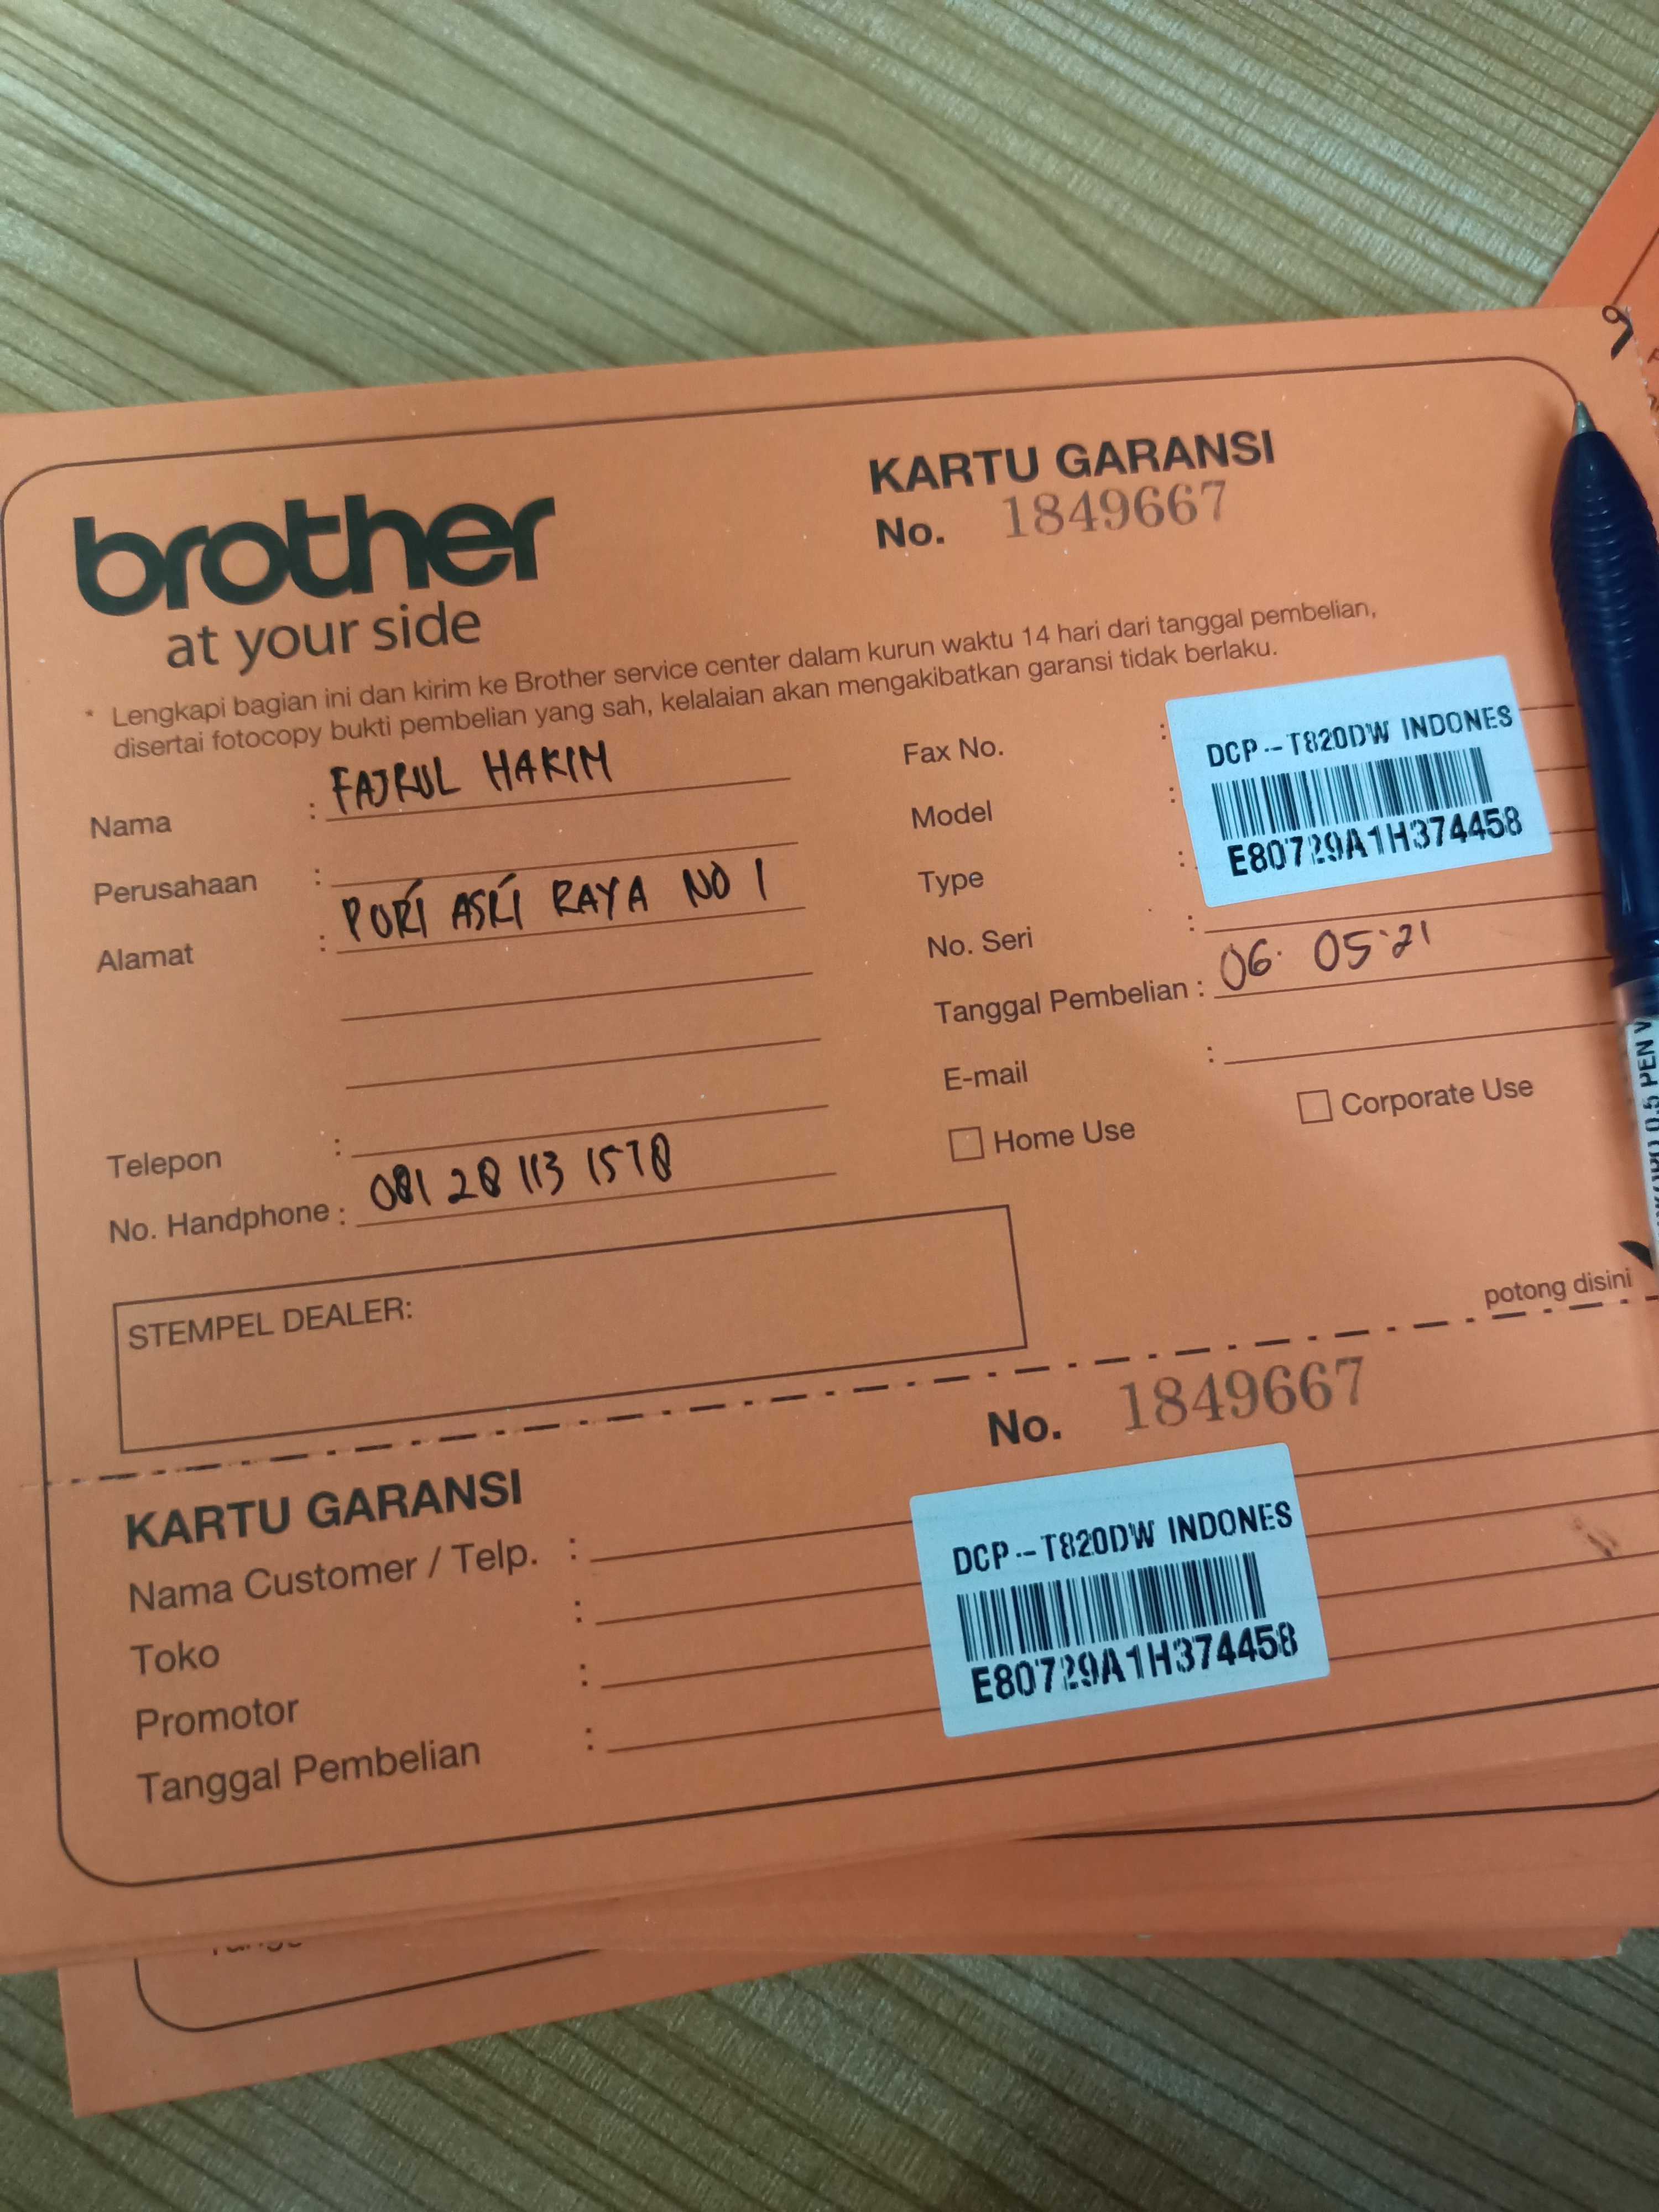 brother
at your side
KARTU GARANSI
No. 1849667
* Lengkapi bagian ini dan kirim ke Brother service center dalam kurun waktu 14 hari dari tanggal pembelian,
disertai fotocopy bukti pembelian yang sah, kelalaian akan mengakibatkan garansi tidak berlaku.
Nama : FAJRUL HAKIM
Perusahaan :
Alamat : PURI ASRI RAYA NO 1
Telepon :
No. Handphone : 081 28 113 1578
Fax No. :
Model :
Type :
No. Seri :
DCP-T820DW INDONES
E80729A1H374458
Tanggal Pembelian : 06. 05.21
E-mail :
Home Use
Corporate Use
STEMPEL DEALER:
potong disini
No. 1849667
KARTU GARANSI
Nama Customer / Telp. :
Toko :
Promotor :
Tanggal Pembelian :
DCP-T820DW INDONES
E80729A1H374458
0.5 PEN